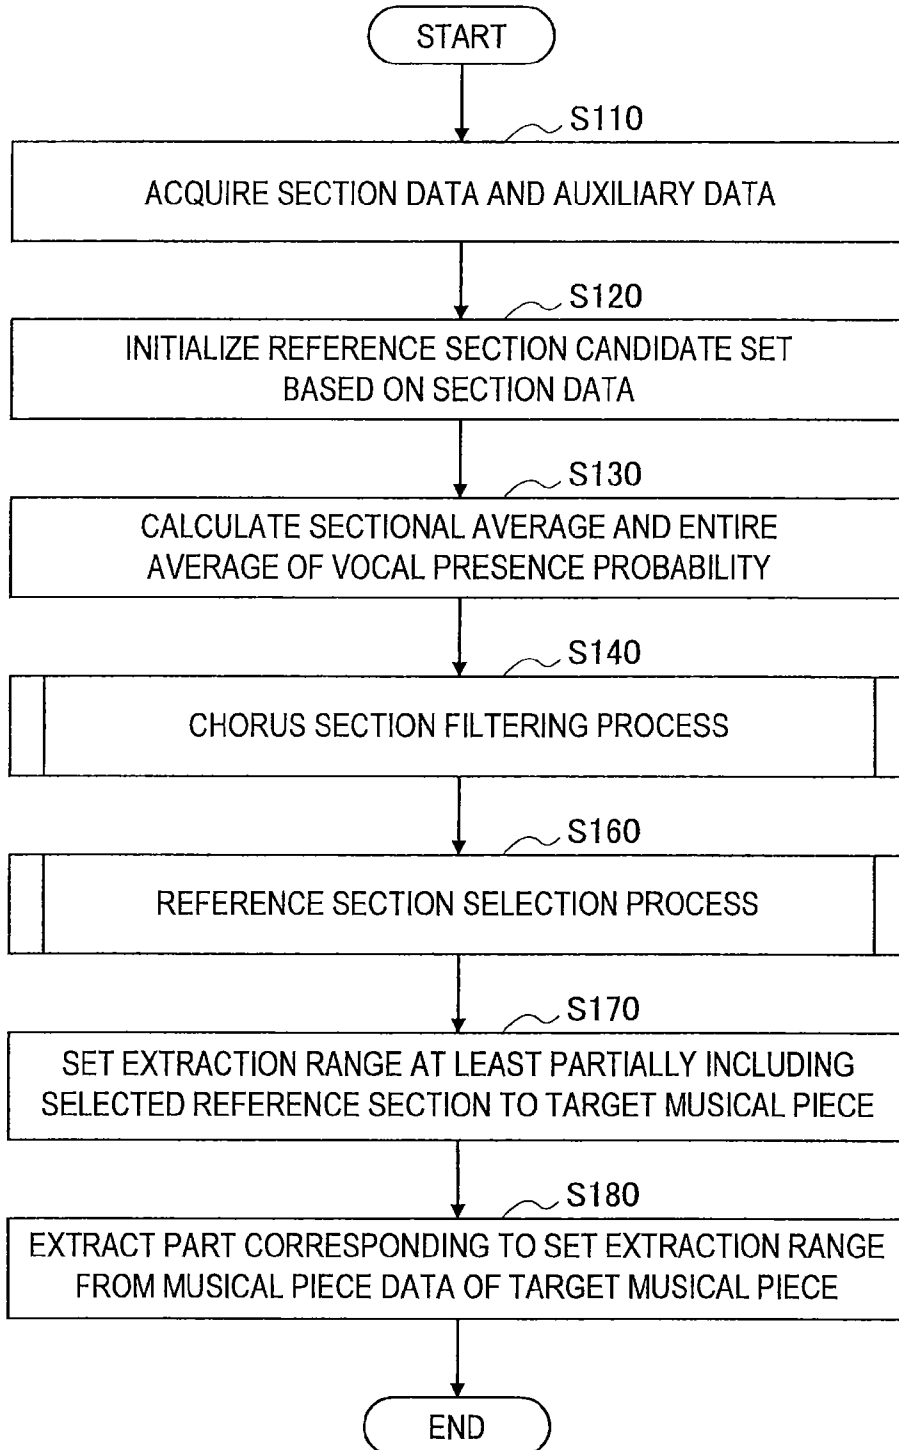 START
S110
ACQUIRE SECTION DATA AND AUXILIARY DATA
S120
INITIALIZE REFERENCE SECTION CANDIDATE SET
BASED ON SECTION DATA
S130
CALCULATE SECTIONAL AVERAGE AND ENTIRE
AVERAGE OF VOCAL PRESENCE PROBABILITY
S140
CHORUS SECTION FILTERING PROCESS
S160
REFERENCE SECTION SELECTION PROCESS
S170
SET EXTRACTION RANGE AT LEAST PARTIALLY INCLUDING
SELECTED REFERENCE SECTION TO TARGET MUSICAL PIECE
S180
EXTRACT PART CORRESPONDING TO SET EXTRACTION RANGE
FROM MUSICAL PIECE DATA OF TARGET MUSICAL PIECE
END